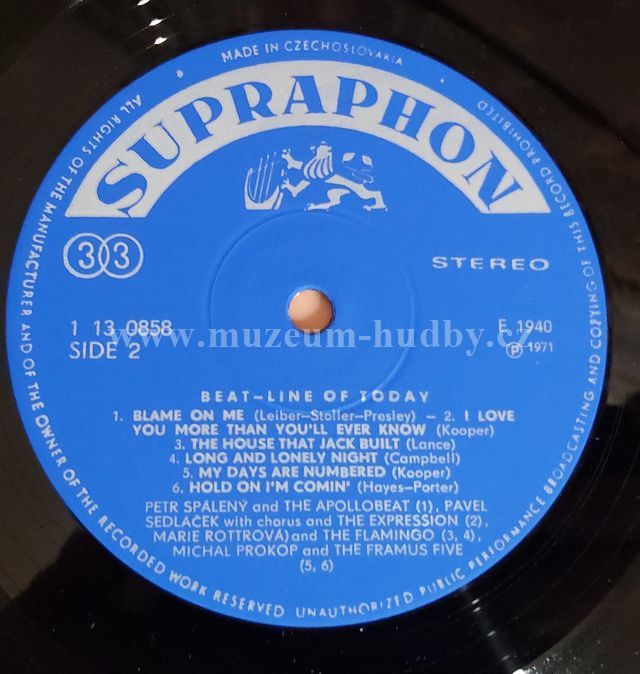 MADE IN CZECHOSLOVAKIA
ALL RIGHTS OF THE MANUFACTURER AND OF THE OWNER OF THE RECORDED WORK RESERVED UNAUTHORIZED PUBLIC PERFORMANCE BROADCASTING AND COPYING OF THIS RECORD PROHIBITED
SUPRAPHON
33
STEREO
1 13 0858
E 1940
SIDE 2
Ⓟ 1971
www.muzeum-hudby.cz
BEAT-LINE OF TODAY
1. BLAME ON ME (Leiber-Stoller-Presley) – 2. I LOVE
YOU MORE THAN YOU'LL EVER KNOW (Kooper)
3. THE HOUSE THAT JACK BUILT (Lance)
4. LONG AND LONELY NIGHT (Campbell)
5. MY DAYS ARE NUMBERED (Kooper)
6. HOLD ON I'M COMIN' (Hayes-Porter)
PETR SPÁLENÝ and THE APOLLOBEAT (1), PAVEL
SEDLÁČEK with chorus and THE EXPRESSION (2),
MARIE ROTTROVÁ) and THE FLAMINGO (3, 4),
MICHAL PROKOP and THE FRAMUS FIVE
(5, 6)